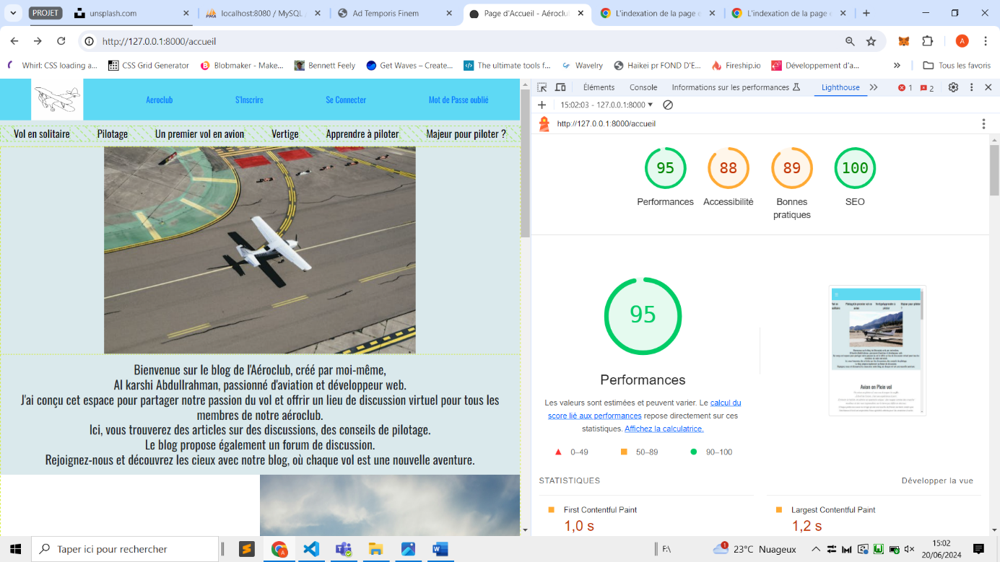 PROJET
unsplash.com
localhost:8080 / MySQL
Ad Temporis Finem
Page d'Accueil - Aéroclu
L'indexation de la page e
L'indexation de la page e
http://127.0.0.1:8000/accueil
A
Whirl: CSS loading a...
CSS Grid Generator
Blobmaker - Make...
Bennett Feely
Get Waves – Create...
The ultimate tools f...
Wavelry
Haikei pr FOND D'E...
Fireship.io
Développement d'a...
Tous les favoris
Aeroclub
S'Inscrire
Se Connecter
Mot de Passe oublié
Vol en solitaire
Pilotage
Un premier vol en avion
Vertige
Apprendre à piloter
Majeur pour piloter ?
Bienvenue sur le blog de l'Aéroclub, créé par moi-même,
Al karshi Abdullrahman, passionné d'aviation et développeur web.
J'ai conçu cet espace pour partager notre passion du vol et offrir un lieu de discussion virtuel pour tous les
membres de notre aéroclub.
Ici, vous trouverez des articles sur des discussions, des conseils de pilotage.
Le blog propose également un forum de discussion.
Rejoignez-nous et découvrez les cieux avec notre blog, où chaque vol est une nouvelle aventure.
Éléments
Console
Informations sur les performances
Lighthouse
1
2
15:02:03 - 127.0.0.1:8000
http://127.0.0.1:8000/accueil
95
88
89
100
Performances
Accessibilité
Bonnes
pratiques
SEO
95
Performances
Les valeurs sont estimées et peuvent varier. Le calcul du
score lié aux performances repose directement sur ces
statistiques. Affichez la calculatrice.
0–49
50–89
90–100
Avion en Plein vol
STATISTIQUES
Développer la vue
First Contentful Paint
1,0 s
Largest Contentful Paint
1,2 s
Taper ici pour rechercher
F:\
1
23°C Nuageux
15:02
20/06/2024